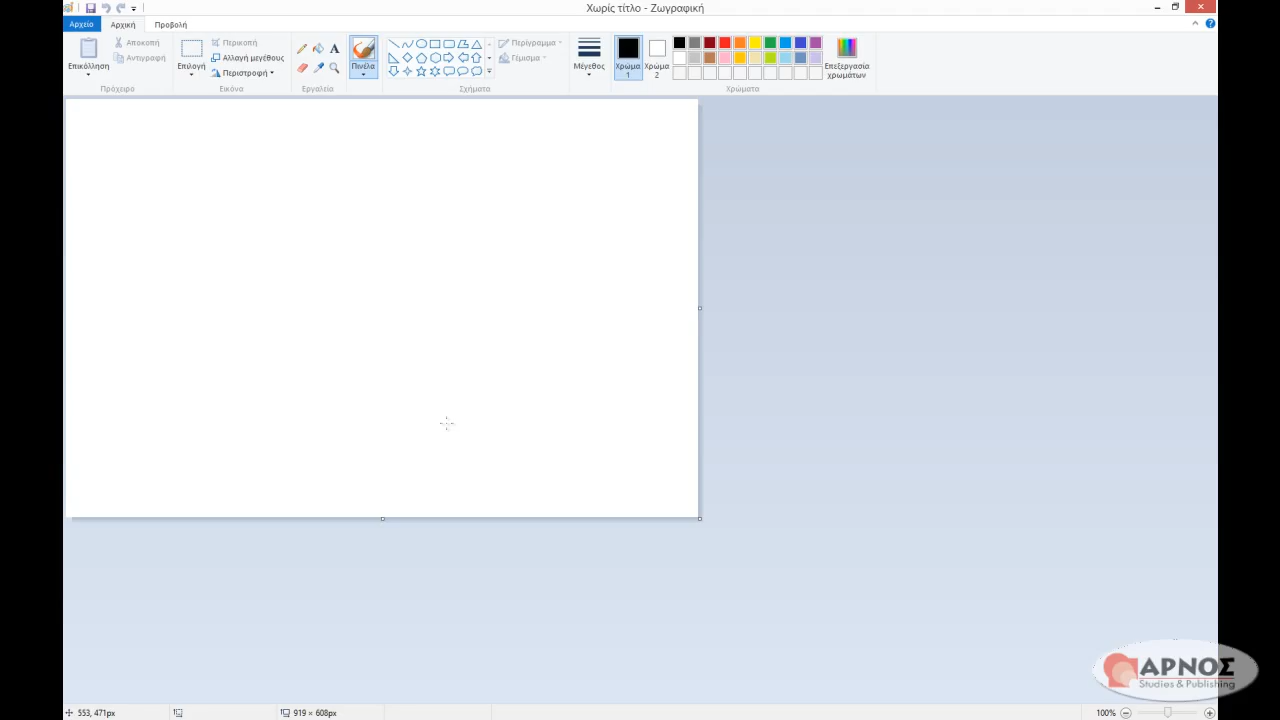 Χωρίς τίτλο - Ζωγραφική
Αρχείο Αρχική Προβολή
Επικόλληση
Αποκοπή
Αντιγραφή
Πρόχειρο
Επιλογή
Περικοπή
Αλλαγή μεγέθους
Περιστροφή
Εικόνα
A
Εργαλεία
Πινέλα
Περίγραμμα
Γέμισμα
Σχήματα
Μέγεθος
Χρώμα
1
Χρώμα
2
Επεξεργασία
χρωμάτων
Χρώματα
ΑΡΝΟΣ
Studies & Publishing
553, 471px
919 × 608px
100%